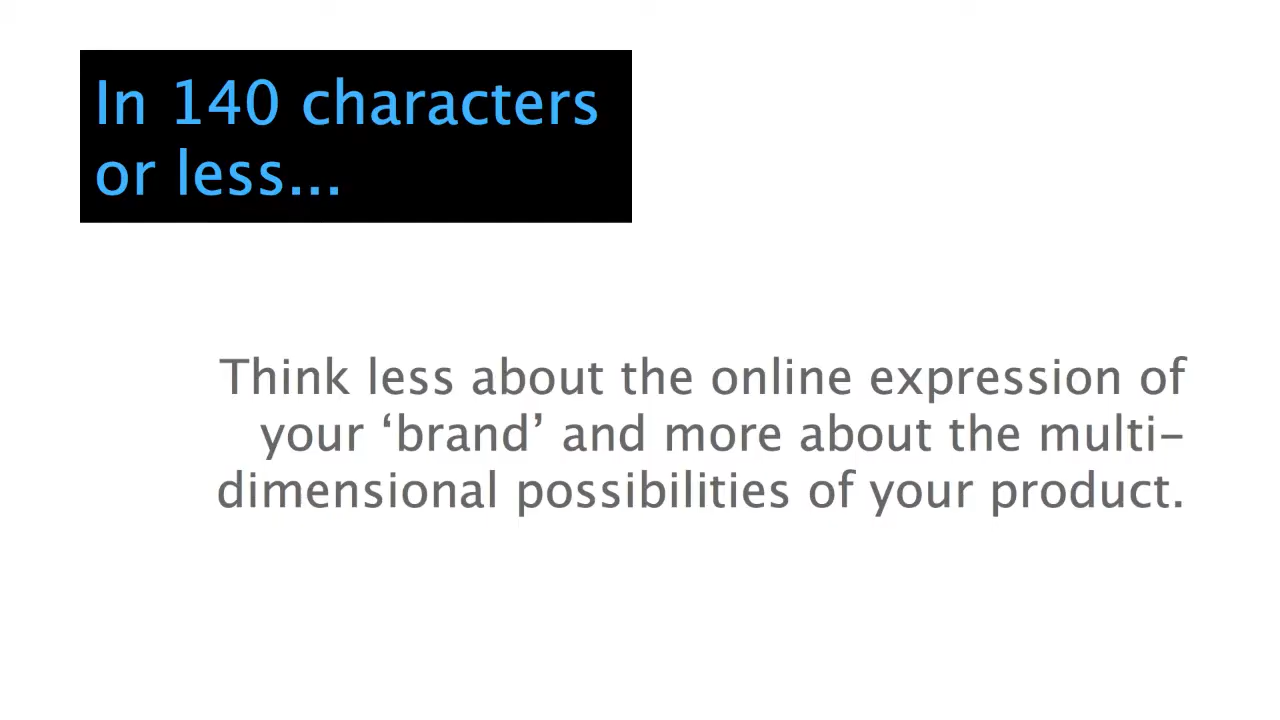 In 140 characters
or less...
Think less about the online expression of
your ‘brand’ and more about the multi-
dimensional possibilities of your product.